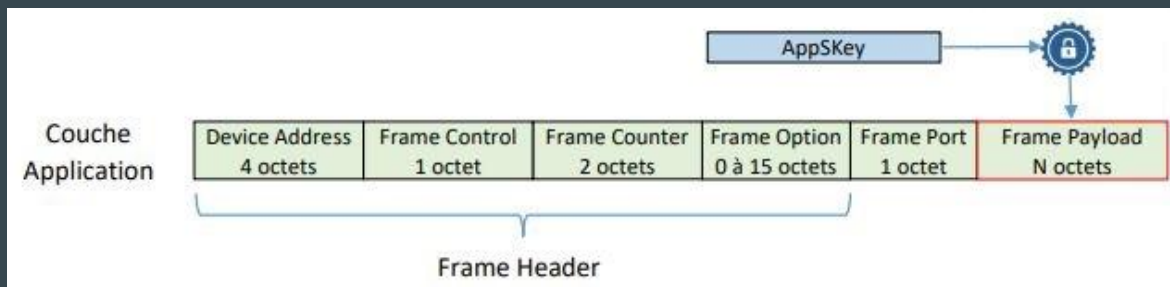 AppSKey
Couche
Application
Device Address
4 octets
Frame Control
1 octet
Frame Counter
2 octets
Frame Option
0 à 15 octets
Frame Port
1 octet
Frame Payload
N octets
Frame Header